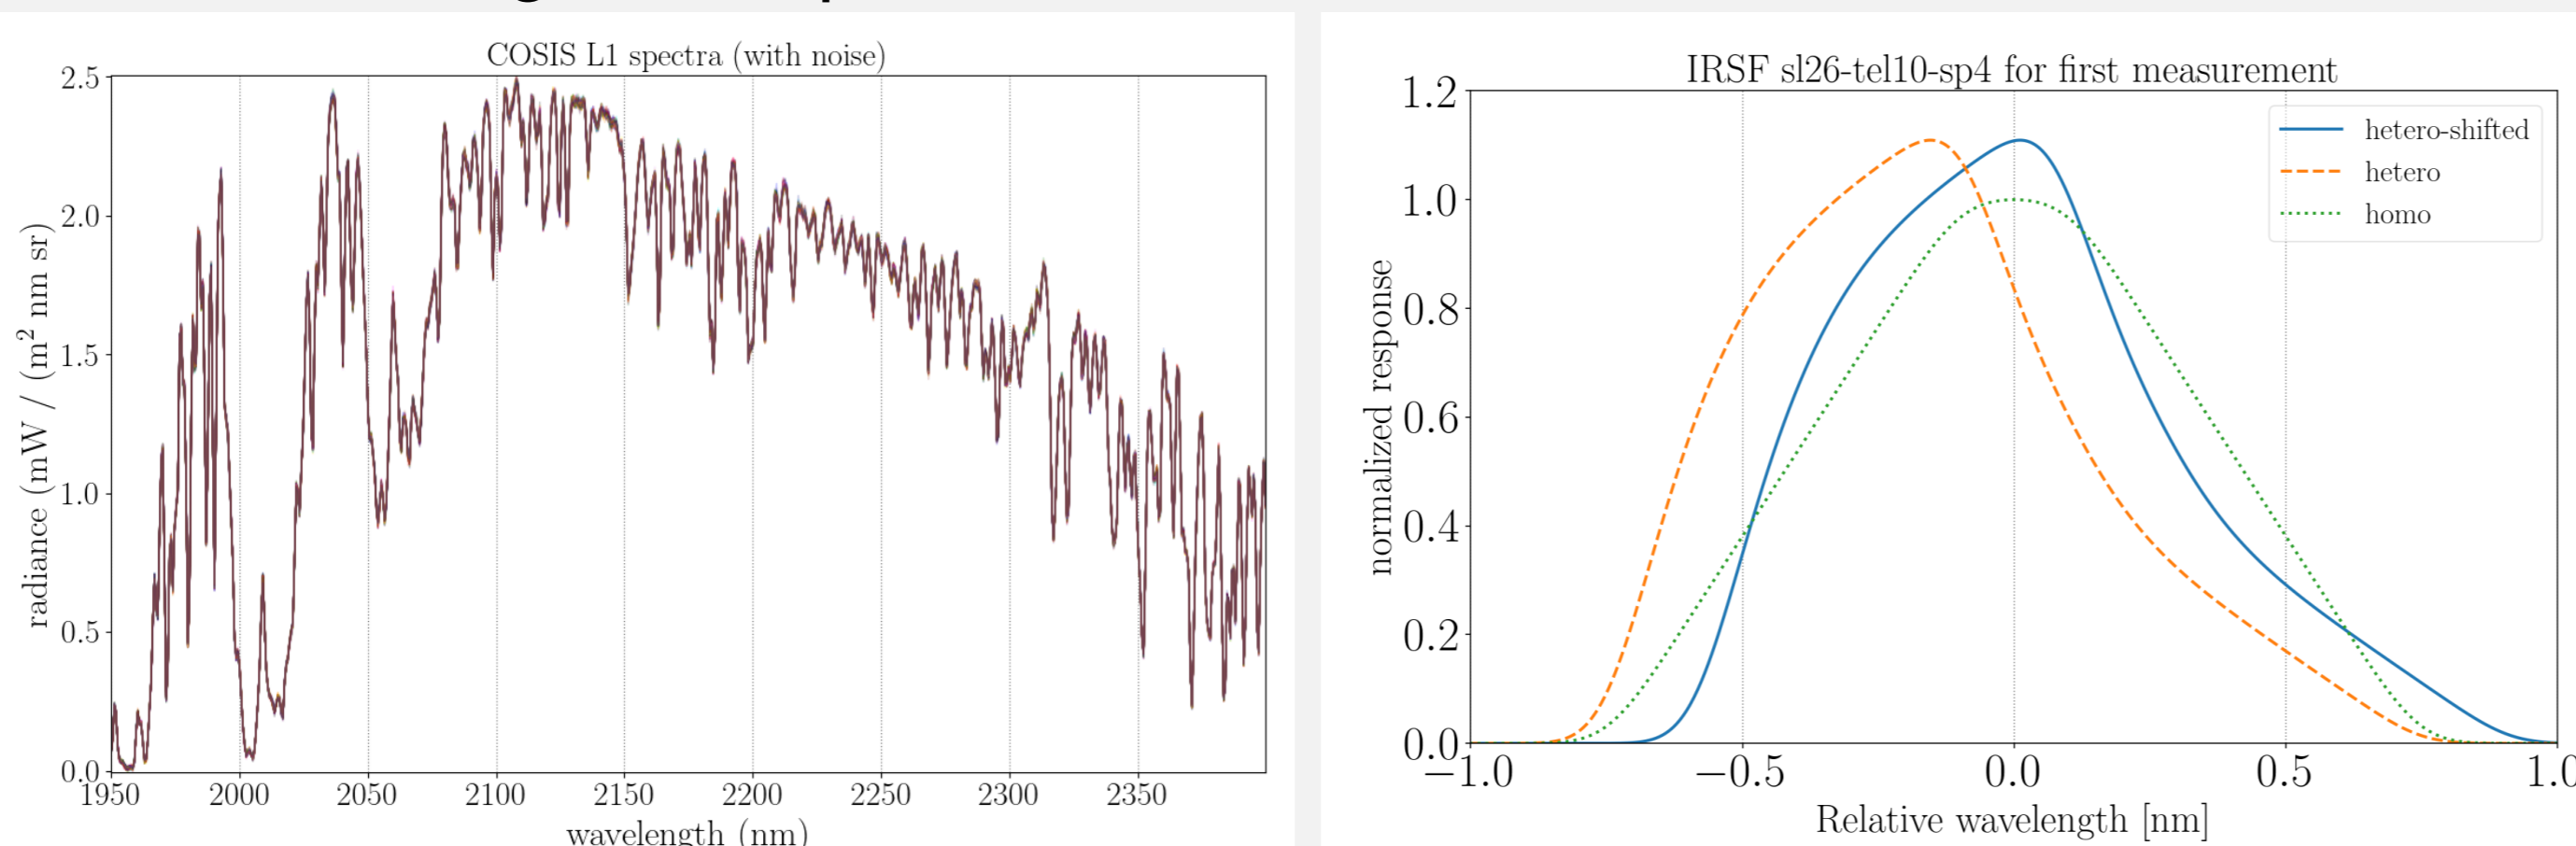 COSIS L1 spectra (with noise)
radiance (mW / (m² nm sr)
2.5
2.0
1.5
1.0
0.5
0.0
1950 2000 2050 2100 2150 2200 2250 2300 2350
wavelength (nm)
IRSF sl26-tel10-sp4 for first measurement
hetero-shifted
hetero
homo
normalized response
1.2
1.0
0.8
0.6
0.4
0.2
0.0
−1.0 −0.5 0.0 0.5
Relative wavelength [nm]